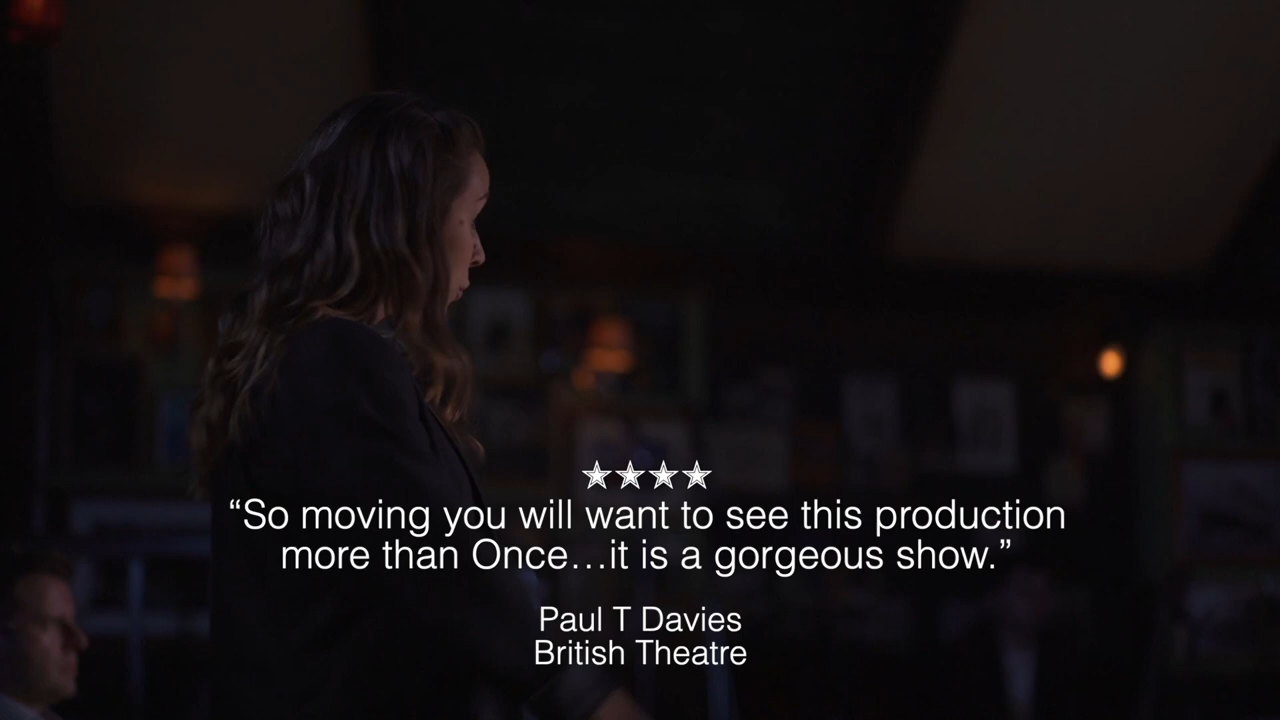 “So moving you will want to see this production
more than Once…it is a gorgeous show.”
Paul T Davies
British Theatre